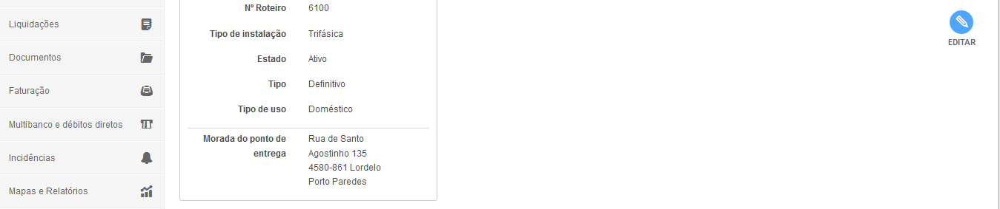 Liquidações
Documentos
Faturação
Multibanco e débitos diretos
Incidências
Mapas e Relatórios
Nº Roteiro 6100
Tipo de instalação Trifásica
Estado Ativo
Tipo Definitivo
Tipo de uso Doméstico
Morada do ponto de entrega
Rua de Santo
Agostinho 135
4580-861 Lordelo
Porto Paredes
EDITAR